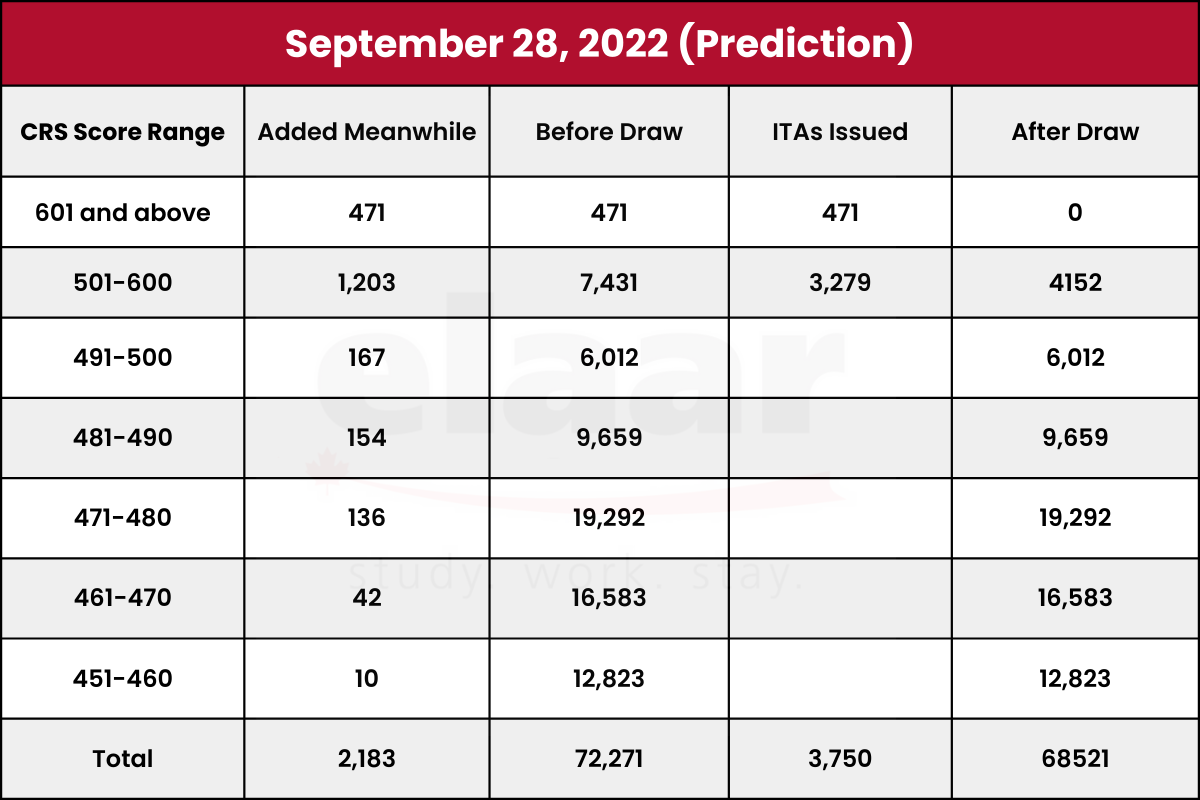 September 28, 2022 (Prediction)
CRS Score Range Added Meanwhile Before Draw ITAs Issued After Draw
601 and above 471 471 471 0
501-600 1,203 7,431 3,279 4152
491-500 167 6,012 6,012
481-490 154 9,659 9,659
471-480 136 19,292 19,292
461-470 42 16,583 16,583
451-460 10 12,823 12,823
Total 2,183 72,271 3,750 68521
elaar
study. work. stay.